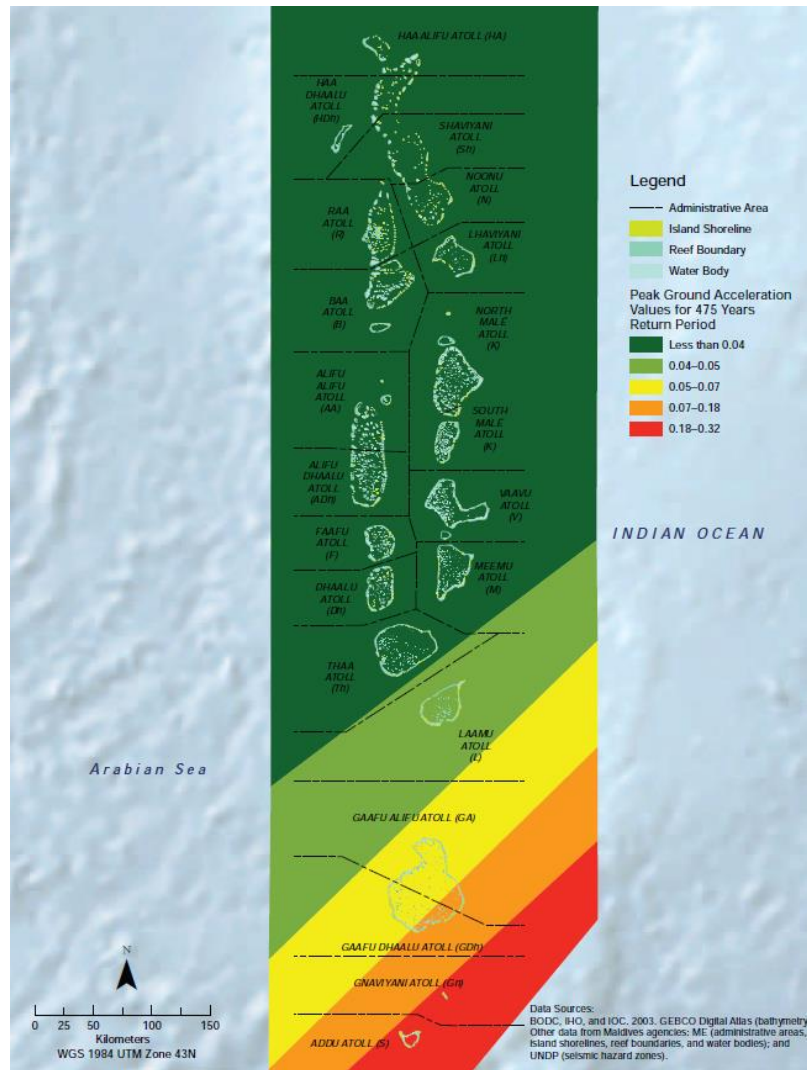 HAA ALIFU ATOLL (HA)
HAA
DHAALU
ATOLL
(HDh)
SHAVIYANI
ATOLL
(Sh)
NOONU
ATOLL
(N)
RAA
ATOLL
(R)
LHAVIYANI
ATOLL
(Lh)
BAA
ATOLL
(B)
NORTH
MALE
ATOLL
(K)
ALIFU
ALIFU
ATOLL
(AA)
SOUTH
MALE
ATOLL
(K)
ALIFU
DHAALU
ATOLL
(ADh)
VAAVU
ATOLL
(V)
FAAFU
ATOLL
(F)
MEEMU
ATOLL
(M)
DHAALU
ATOLL
(Dh)
THAA
ATOLL
(Th)
LAAMU
ATOLL
(L)
GAAFU ALIFU ATOLL (GA)
GAAFU DHAALU ATOLL (GDh)
GNAVIYANI ATOLL (Gn)
ADDU ATOLL (S)
Legend
Administrative Area
Island Shoreline
Reef Boundary
Water Body
Peak Ground Acceleration
Values for 475 Years
Return Period
Less than 0.04
0.04–0.05
0.05–0.07
0.07–0.18
0.18–0.32
INDIAN OCEAN
Arabian Sea
N
0 25 50 100 150
Kilometers
WGS 1984 UTM Zone 43N
Data Sources:
BODC, IHO, and IOC. 2003. GEBCO Digital Atlas (bathymetry
Other data from Maldives agencies: ME (administrative areas,
island shorelines, reef boundaries, and water bodies); and
UNDP (seismic hazard zones).